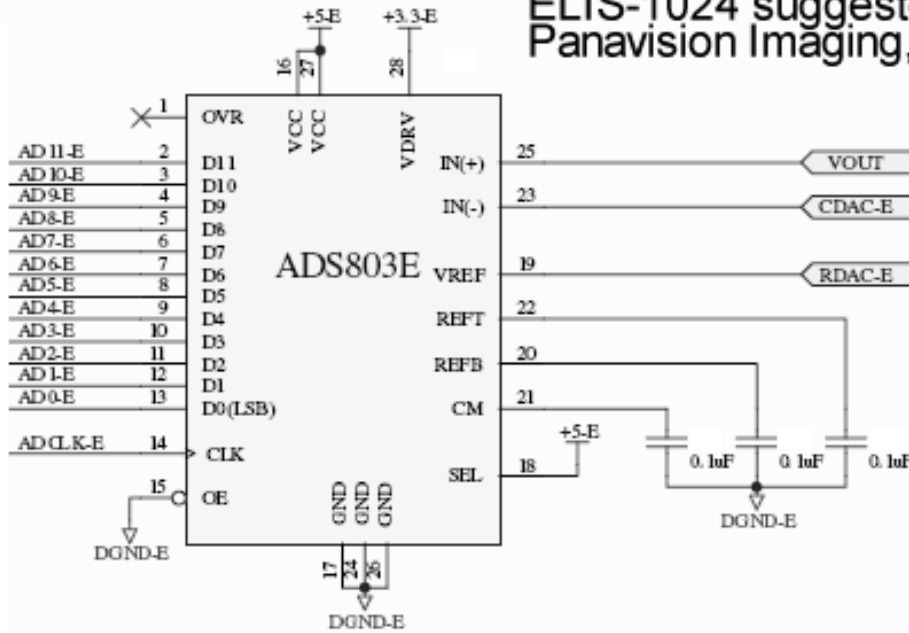 ELIS-1024 suggest
Panavision Imaging,
+5-E
+3.3-E
16
27
28
VCC
VCC
VDRV
1
OVR
AD11-E 2 D11
AD10-E 3 D10
AD9-E 4 D9
AD8-E 5 D8
AD7-E 6 D7
AD6-E 7 D6
AD5-E 8 D5
AD4-E 9 D4
AD3-E 10 D3
AD2-E 11 D2
AD1-E 12 D1
AD0-E 13 D0(LSB)
ADCLK-E 14 CLK
15 OE
DGND-E
ADS803E
IN(+) 25 VOUT
IN(-) 23 CDAC-E
VREF 19 RDAC-E
REFT 22
REFB 20
CM 21
SEL 18
+5-E
0.1uF
0.1uF
0.1uF
DGND-E
GND
GND
GND
17
24
26
DGND-E